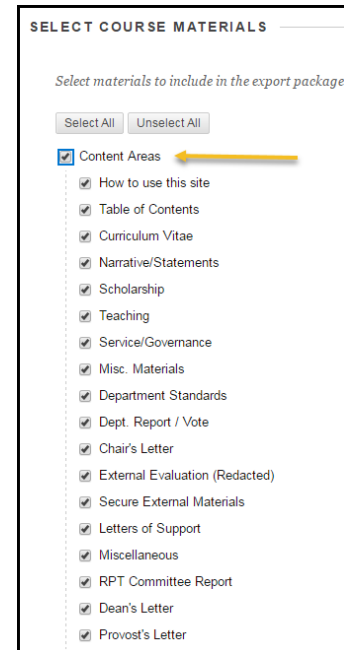 SELECT COURSE MATERIALS
Select materials to include in the export package
Select All Unselect All
Content Areas
How to use this site
Table of Contents
Curriculum Vitae
Narrative/Statements
Scholarship
Teaching
Service/Governance
Misc. Materials
Department Standards
Dept. Report / Vote
Chair's Letter
External Evaluation (Redacted)
Secure External Materials
Letters of Support
Miscellaneous
RPT Committee Report
Dean's Letter
Provost's Letter